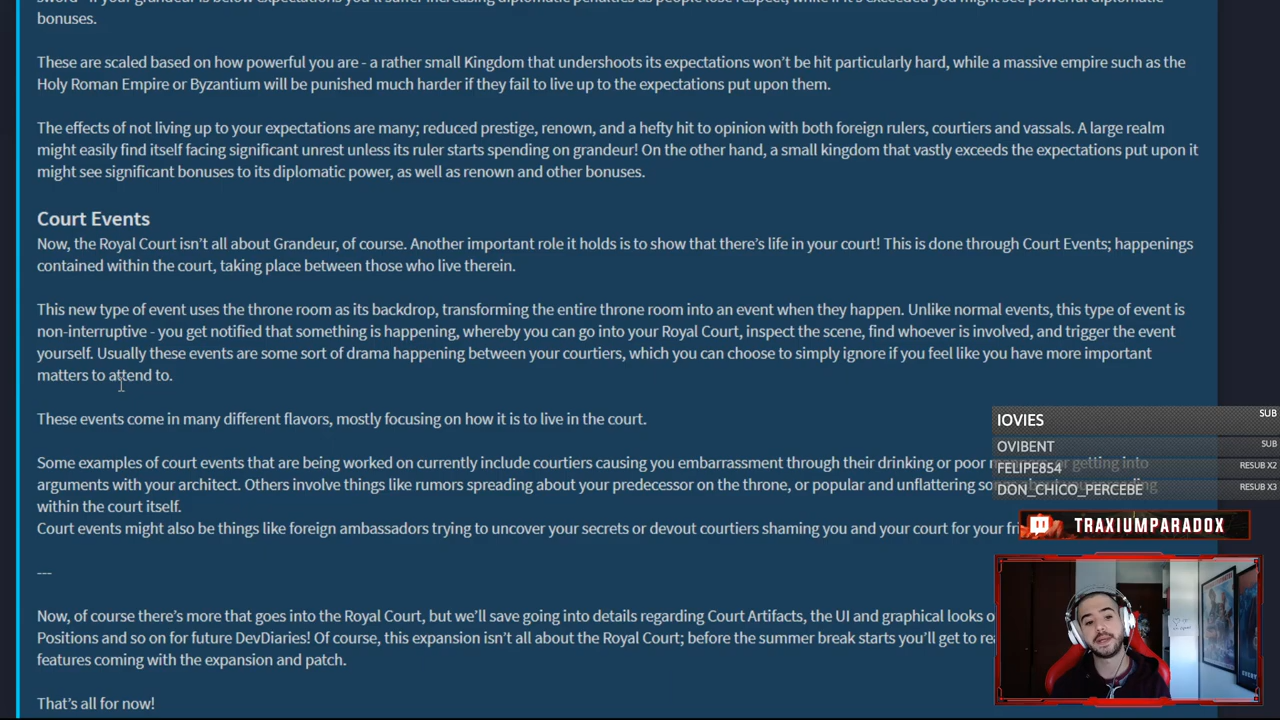 sword - if your grandeur is below expectations you'll suffer increasing diplomatic penalties as people lose respect, while if it's exceeded you might see powerful diplomatic
bonuses.
These are scaled based on how powerful you are - a rather small Kingdom that undershoots its expectations won't be hit particularly hard, while a massive empire such as the
Holy Roman Empire or Byzantium will be punished much harder if they fail to live up to the expectations put upon them.
The effects of not living up to your expectations are many; reduced prestige, renown, and a hefty hit to opinion with both foreign rulers, courtiers and vassals. A large realm
might easily find itself facing significant unrest unless its ruler starts spending on grandeur! On the other hand, a small kingdom that vastly exceeds the expectations put upon it
might see significant bonuses to its diplomatic power, as well as renown and other bonuses.
Court Events
Now, the Royal Court isn't all about Grandeur, of course. Another important role it holds is to show that there's life in your court! This is done through Court Events; happenings
contained within the court, taking place between those who live therein.
This new type of event uses the throne room as its backdrop, transforming the entire throne room into an event when they happen. Unlike normal events, this type of event is
non-interruptive - you get notified that something is happening, whereby you can go into your Royal Court, inspect the scene, find whoever is involved, and trigger the event
yourself. Usually these events are some sort of drama happening between your courtiers, which you can choose to simply ignore if you feel like you have more important
matters to attend to.
These events come in many different flavors, mostly focusing on how it is to live in the court.
Some examples of court events that are being worked on currently include courtiers causing you embarrassment through their drinking or poor or getting into
arguments with your architect. Others involve things like rumors spreading about your predecessor on the throne, or popular and unflattering
within the court itself.
Court events might also be things like foreign ambassadors trying to uncover your secrets or devout courtiers shaming you and your court for your
---
Now, of course there's more that goes into the Royal Court, but we'll save going into details regarding Court Artifacts, the UI and graphical looks
Positions and so on for future DevDiaries! Of course, this expansion isn't all about the Royal Court; before the summer break starts you'll get to
features coming with the expansion and patch.
That's all for now!
IOVIES SUB
OVIBENT SUB
FELIPE854 RESUB X2
DON_CHICO_PERCEBE RESUB X3
TRAXIUMPARADOX